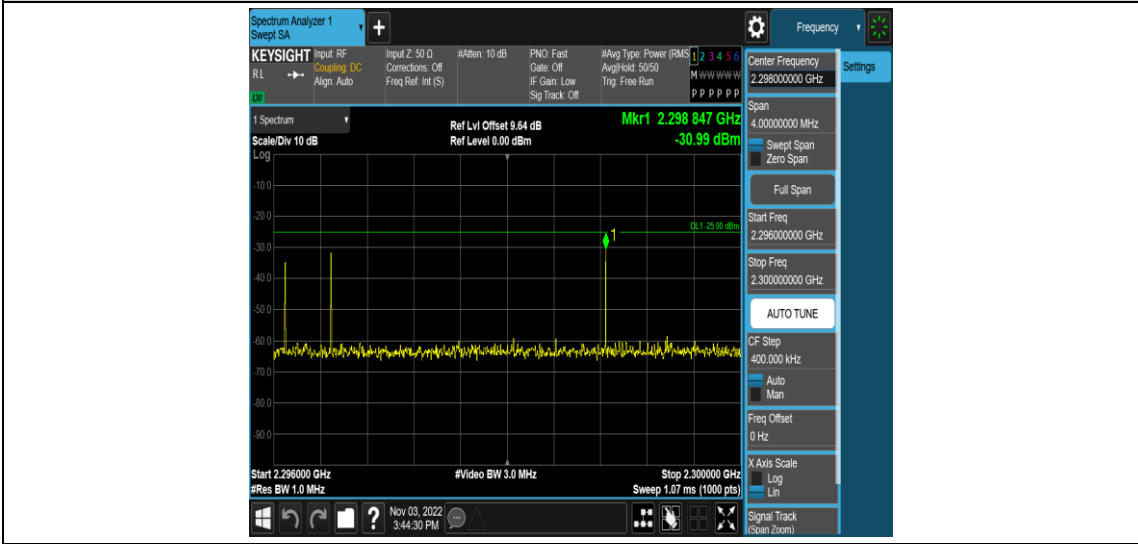 Spectrum Analyzer 1
Swept SA
+
Frequency
KEYSIGHT
RL
Input: RF
Coupling: DC
Align: Auto
Input Z: 50 Ω
Corrections: Off
Freq Ref: Int (S)
#Atten: 10 dB
PNO: Fast
Gate: Off
IF Gain: Low
Sig Track: Off
#Avg Type: Power (RMS
Avg|Hold: 50/50
Trig: Free Run
1 2 3 4 5 6
M W W W W W
P P P P P P
1 Spectrum
Scale/Div 10 dB
Log
Ref Lvl Offset 9.64 dB
Ref Level 0.00 dBm
Mkr1 2.298 847 GHz
-30.99 dBm
-10.0
-20.0
DL1 -25.00 dBm
1
-30.0
-40.0
-50.0
-60.0
-70.0
-80.0
-90.0
Start 2.296000 GHz
#Res BW 1.0 MHz
#Video BW 3.0 MHz
Stop 2.300000 GHz
Sweep 1.07 ms (1000 pts)
?
Nov 03, 2022
3:44:30 PM
Center Frequency
2.298000000 GHz
Settings
Span
4.00000000 MHz
Swept Span
Zero Span
Full Span
Start Freq
2.296000000 GHz
Stop Freq
2.300000000 GHz
AUTO TUNE
CF Step
400.000 kHz
Auto
Man
Freq Offset
0 Hz
X Axis Scale
Log
Lin
Signal Track
(Span Zoom)